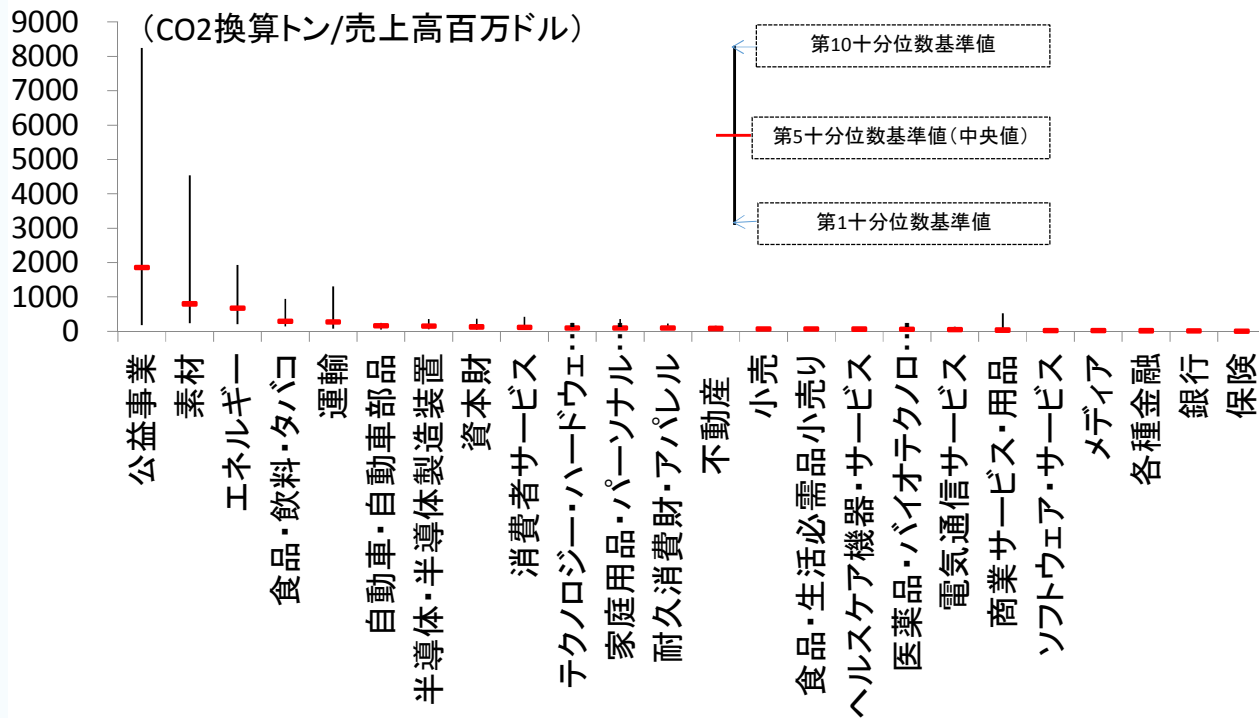 （CO2換算トン/売上高百万ドル）
9000
8000
7000
6000
5000
4000
3000
2000
1000
0
第10十分位数基準値
第5十分位数基準値（中央値）
第1十分位数基準値
公益事業
素材
エネルギー
食品・飲料・タバコ
運輸
自動車・自動車部品
半導体・半導体製造装置
資本財
消費者サービス
テクノロジー・ハードウェ…
家庭用品・パーソナル…
耐久消費財・アパレル
不動産
小売
食品・生活必需品小売り
ヘルスケア機器・サービス
医薬品・バイオテクノロ…
電気通信サービス
商業サービス・用品
ソフトウェア・サービス
メディア
各種金融
銀行
保険